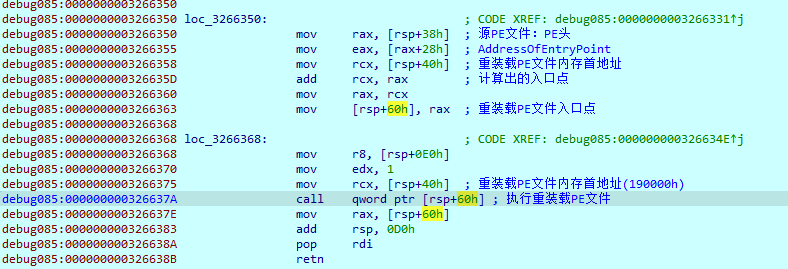 debug085:0000000003266350
debug085:0000000003266350 loc_3266350: ; CODE XREF: debug085:0000000003266331↑j
debug085:0000000003266350 mov rax, [rsp+38h] ; 源PE文件：PE头
debug085:0000000003266355 mov eax, [rax+28h] ; AddressOfEntryPoint
debug085:0000000003266358 mov rcx, [rsp+40h] ; 重装载PE文件内存首地址
debug085:000000000326635D add rcx, rax ; 计算出的入口点
debug085:0000000003266360 mov rax, rcx
debug085:0000000003266363 mov [rsp+60h], rax ; 重装载PE文件入口点
debug085:0000000003266368
debug085:0000000003266368 loc_3266368: ; CODE XREF: debug085:000000000326634E↑j
debug085:0000000003266368 mov r8, [rsp+0E0h]
debug085:0000000003266370 mov edx, 1
debug085:0000000003266375 mov rcx, [rsp+40h] ; 重装载PE文件内存首地址(190000h)
debug085:000000000326637A call qword ptr [rsp+60h] ; 执行重装载PE文件
debug085:000000000326637E mov rax, [rsp+60h]
debug085:0000000003266383 add rsp, 0D0h
debug085:000000000326638A pop rdi
debug085:000000000326638B retn